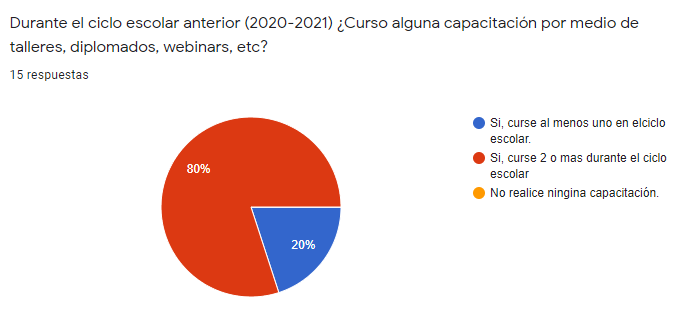 Durante el ciclo escolar anterior (2020-2021) ¿Curso alguna capacitación por medio de
talleres, diplomados, webinars, etc?
15 respuestas
Si, curse al menos uno en elciclo
escolar.
Si, curse 2 o mas durante el ciclo
escolar
No realice ningina capacitación.
80%
20%